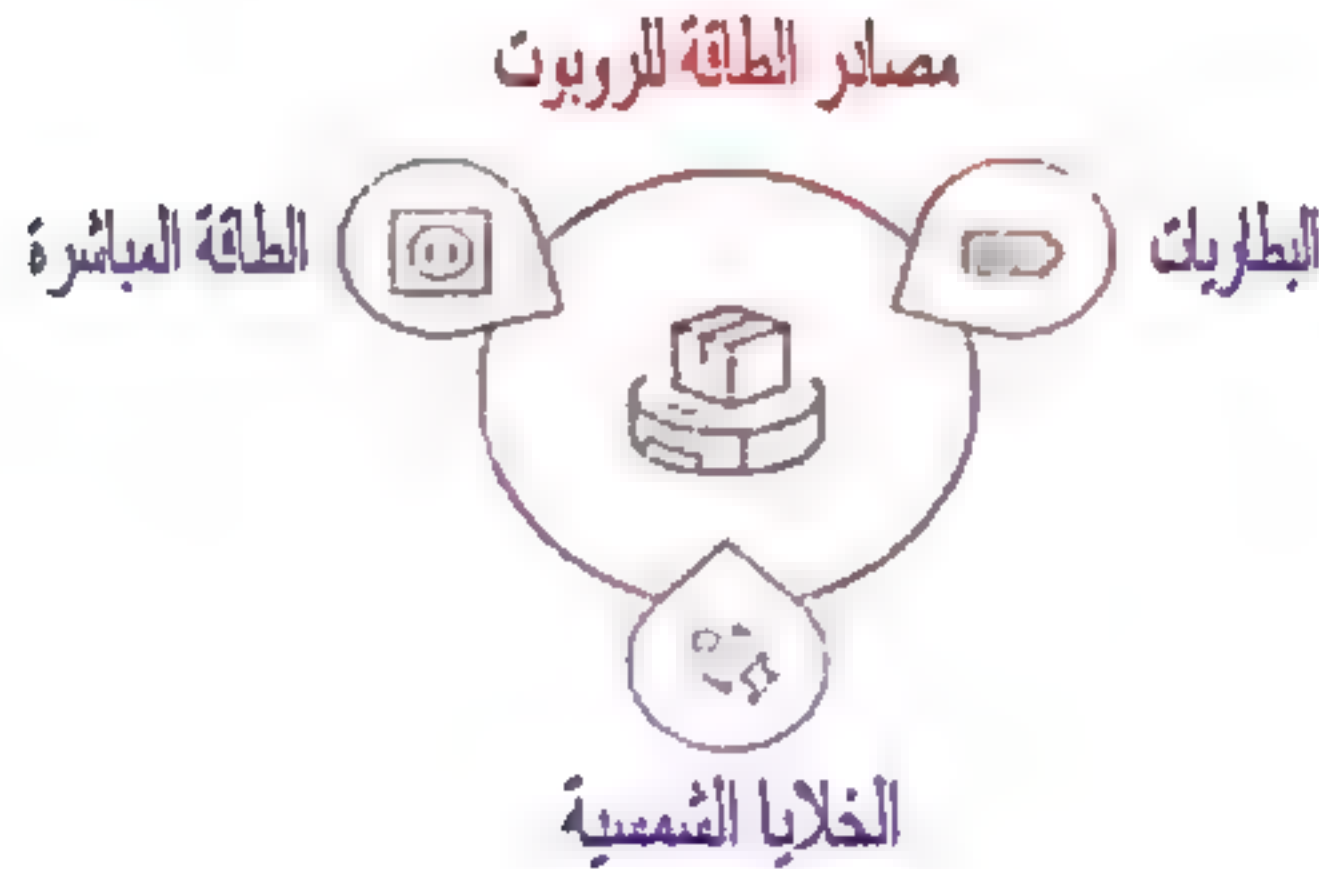 مصادر الطاقة للروبوت
البطاريات
الطاقة المباشرة
الخلايا الشمسية